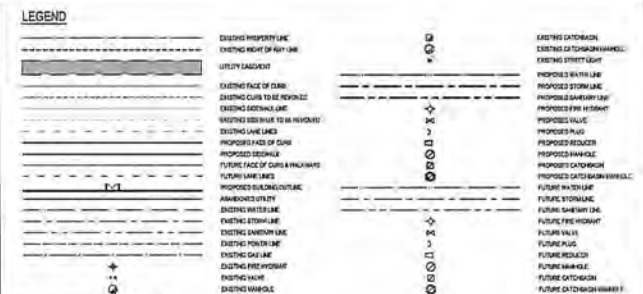 LEGEND
EXISTING PROPERTY LINE
EXISTING RIGHT OF WAY LINE
UTILITY EASEMENT
EXISTING FACE OF CURB
EXISTING CURB TO BE REMOVED
EXISTING SIDEWALK LINE
EXISTING SIDEWALK TO BE REMOVED
EXISTING LANE LINES
PROPOSED FACE OF CURB
PROPOSED SIDEWALK
FUTURE FACE OF CURB & WALKWAYS
FUTURE LANE LINES
PROPOSED BUILDING OUTLINE
ABANDONED UTILITY
EXISTING WATER LINE
EXISTING STORM LINE
EXISTING SANITARY LINE
EXISTING POWER LINE
EXISTING GAS LINE
EXISTING FIRE HYDRANT
EXISTING VALVE
EXISTING MANHOLE
EXISTING CATCHBASIN
EXISTING CATCHBASIN MANHOLE
EXISTING STREET LIGHT
PROPOSED WATER LINE
PROPOSED STORM LINE
PROPOSED SANITARY LINE
PROPOSED FIRE HYDRANT
PROPOSED VALVE
PROPOSED PLUG
PROPOSED REDUCER
PROPOSED MANHOLE
PROPOSED CATCHBASIN
PROPOSED CATCHBASIN MANHOLE
FUTURE WATER LINE
FUTURE STORM LINE
FUTURE SANITARY LINE
FUTURE FIRE HYDRANT
FUTURE VALVE
FUTURE PLUG
FUTURE REDUCER
FUTURE MANHOLE
FUTURE CATCHBASIN
FUTURE CATCHBASIN MANHOLE